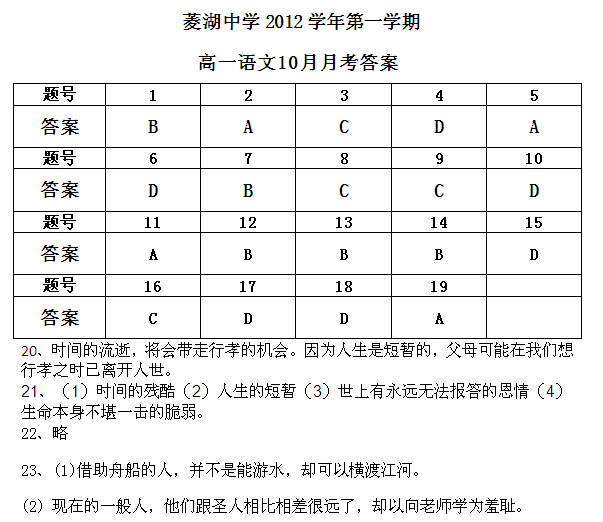 菱湖中学2012学年第一学期
高一语文10月月考答案
题号 1 2 3 4 5
答案 B A C D A
题号 6 7 8 9 10
答案 D B C C D
题号 11 12 13 14 15
答案 A B B B D
题号 16 17 18 19
答案 C D D A
20、时间的流逝，将会带走行孝的机会。因为人生是短暂的，父母可能在我们想
行孝之时已离开人世。
21、（1）时间的残酷（2）人生的短暂（3）世上有永远无法报答的恩情（4）
生命本身不堪一击的脆弱。
22、略
23、(1)借助舟船的人，并不是能游水，却可以横渡江河。
(2) 现在的一般人，他们跟圣人相比相差很远了，却以向老师学为羞耻。